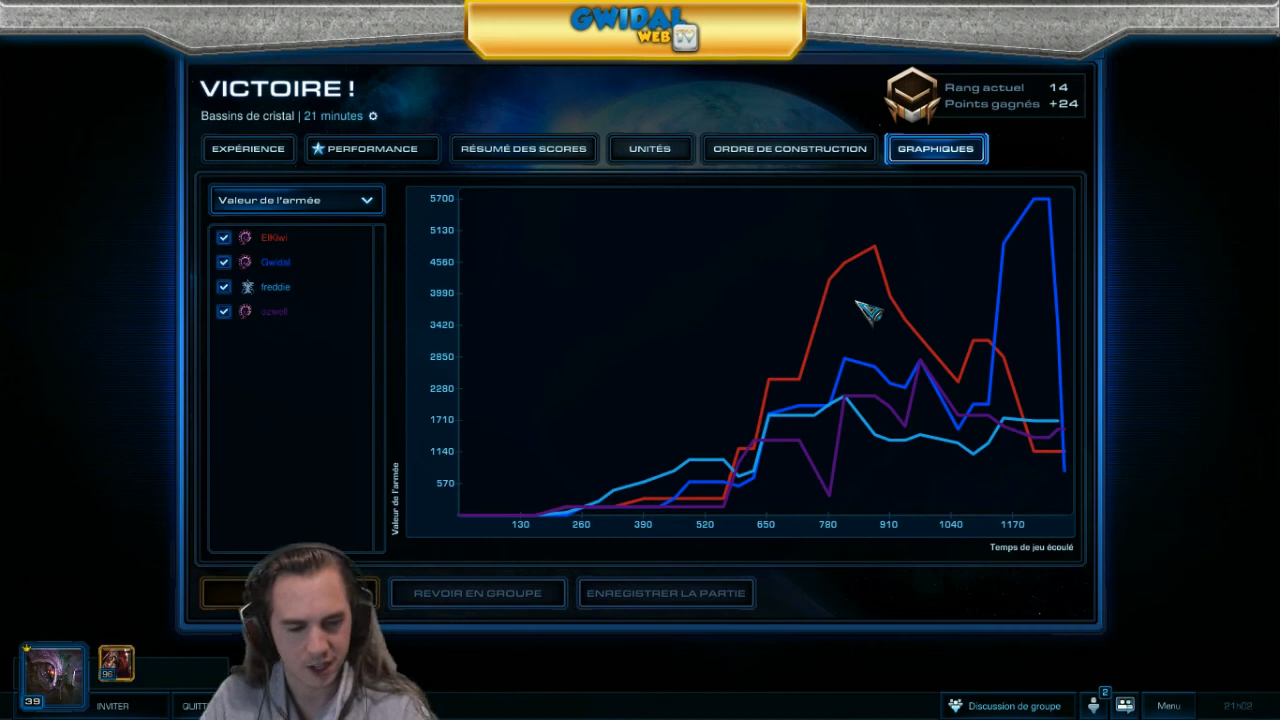 GWIDAL
WEB TV
VICTOIRE !
Bassins de cristal | 21 minutes
Rang actuel 14
Points gagnés +24
EXPÉRIENCE
PERFORMANCE
RÉSUMÉ DES SCORES
UNITÉS
ORDRE DE CONSTRUCTION
GRAPHIQUES
Valeur de l'armée
ElKiwi
Gwidal
freddie
5700
5130
4560
3990
3420
2850
2280
1710
1140
570
Valeur de l'armée
130 260 390 520 650 780 910 1040 1170
Temps de jeu écoulé
REVOIR EN GROUPE
ENREGISTRER LA PARTIE
39
96
INVITER
QUITT
Discussion de groupe
2
Menu
21h02